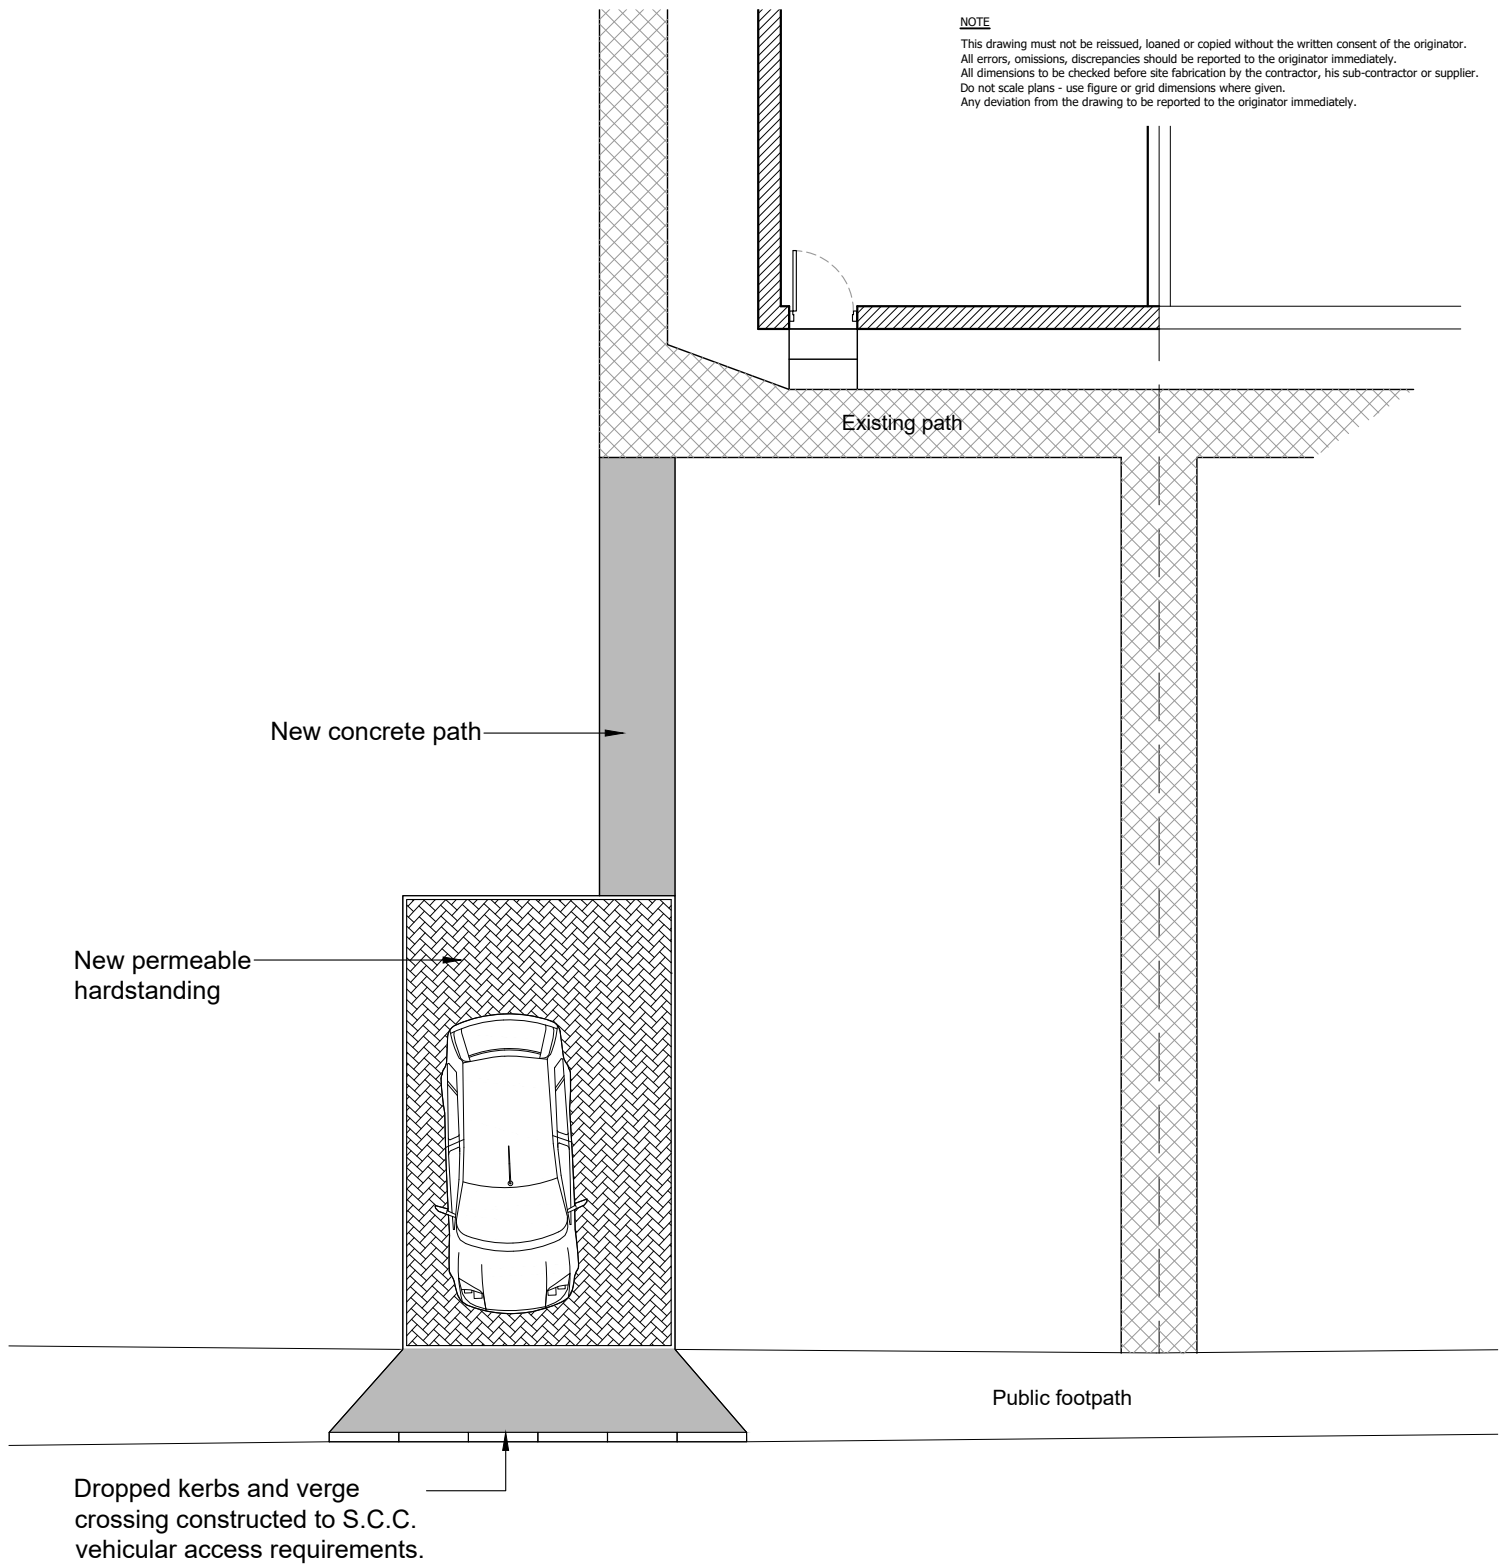 NOTE
This drawing must not be reissued, loaned or copied without the written consent of the originator.
All errors, omissions, discrepancies should be reported to the originator immediately.
All dimensions to be checked before site fabrication by the contractor, his sub-contractor or supplier.
Do not scale plans - use figure or grid dimensions where given.
Any deviation from the drawing to be reported to the originator immediately.
Existing path
New concrete path
New permeable
hardstanding
Public footpath
Dropped kerbs and verge
crossing constructed to S.C.C.
vehicular access requirements.